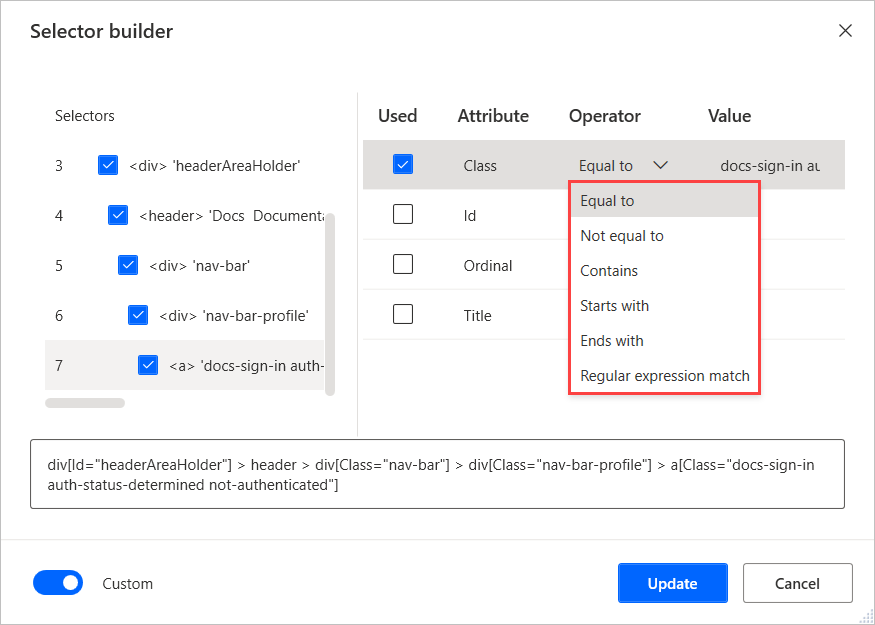 Selector builder
Selectors
3 <div> 'headerAreaHolder'
4 <header> 'Docs Documenta
5 <div> 'nav-bar'
6 <div> 'nav-bar-profile'
7 <a> 'docs-sign-in auth-
Used Attribute Operator Value
Class Equal to docs-sign-in au
Id
Ordinal
Title
Equal to
Not equal to
Contains
Starts with
Ends with
Regular expression match
div[Id="headerAreaHolder"] > header > div[Class="nav-bar"] > div[Class="nav-bar-profile"] > a[Class="docs-sign-in
auth-status-determined not-authenticated"]
Custom
Update
Cancel